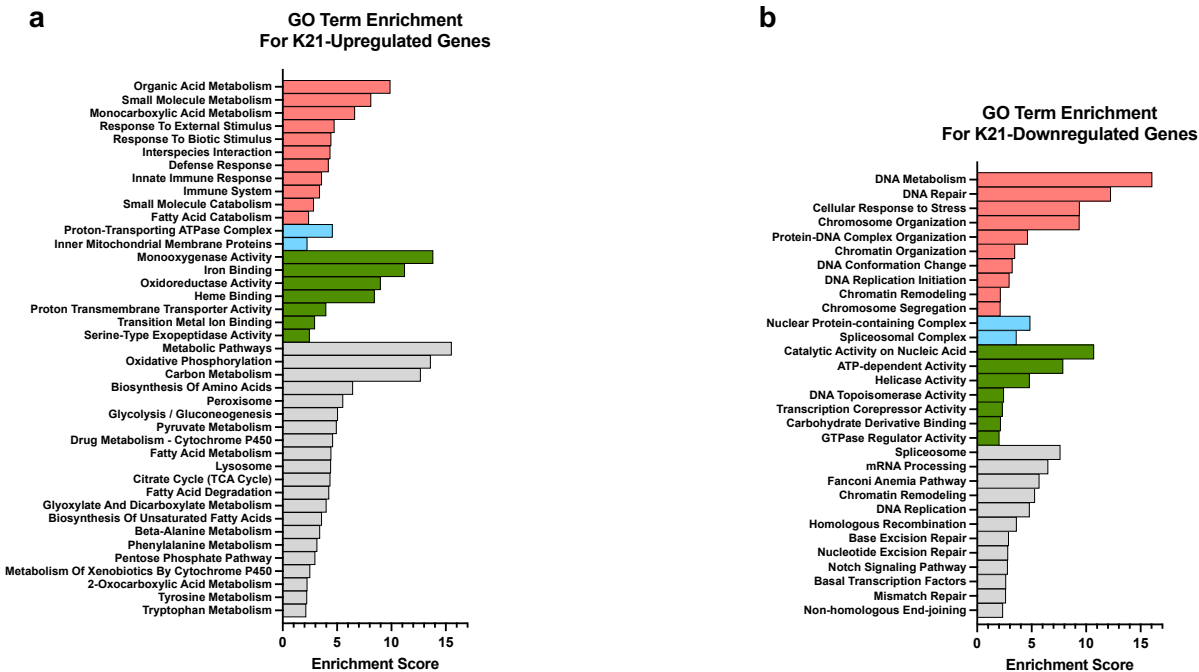 a
GO Term Enrichment
For K21-Upregulated Genes
Organic Acid Metabolism
Small Molecule Metabolism
Monocarboxylic Acid Metabolism
Response To External Stimulus
Response To Biotic Stimulus
Interspecies Interaction
Defense Response
Innate Immune Response
Immune System
Small Molecule Catabolism
Fatty Acid Catabolism
Proton-Transporting ATPase Complex
Inner Mitochondrial Membrane Proteins
Monooxygenase Activity
Iron Binding
Oxidoreductase Activity
Heme Binding
Proton Transmembrane Transporter Activity
Transition Metal Ion Binding
Serine-Type Exopeptidase Activity
Metabolic Pathways
Oxidative Phosphorylation
Carbon Metabolism
Biosynthesis Of Amino Acids
Peroxisome
Glycolysis / Gluconeogenesis
Pyruvate Metabolism
Drug Metabolism - Cytochrome P450
Fatty Acid Metabolism
Lysosome
Citrate Cycle (TCA Cycle)
Fatty Acid Degradation
Glyoxylate And Dicarboxylate Metabolism
Biosynthesis Of Unsaturated Fatty Acids
Beta-Alanine Metabolism
Phenylalanine Metabolism
Pentose Phosphate Pathway
Metabolism Of Xenobiotics By Cytochrome P450
2-Oxocarboxylic Acid Metabolism
Tyrosine Metabolism
Tryptophan Metabolism
0 5 10 15
Enrichment Score
b
GO Term Enrichment
For K21-Downregulated Genes
DNA Metabolism
DNA Repair
Cellular Response to Stress
Chromosome Organization
Protein-DNA Complex Organization
Chromatin Organization
DNA Conformation Change
DNA Replication Initiation
Chromatin Remodeling
Chromosome Segregation
Nuclear Protein-containing Complex
Spliceosomal Complex
Catalytic Activity on Nucleic Acid
ATP-dependent Activity
Helicase Activity
DNA Topoisomerase Activity
Transcription Corepressor Activity
Carbohydrate Derivative Binding
GTPase Regulator Activity
Spliceosome
mRNA Processing
Fanconi Anemia Pathway
Chromatin Remodeling
DNA Replication
Homologous Recombination
Base Excision Repair
Nucleotide Excision Repair
Notch Signaling Pathway
Basal Transcription Factors
Mismatch Repair
Non-homologous End-joining
0 5 10 15
Enrichment Score